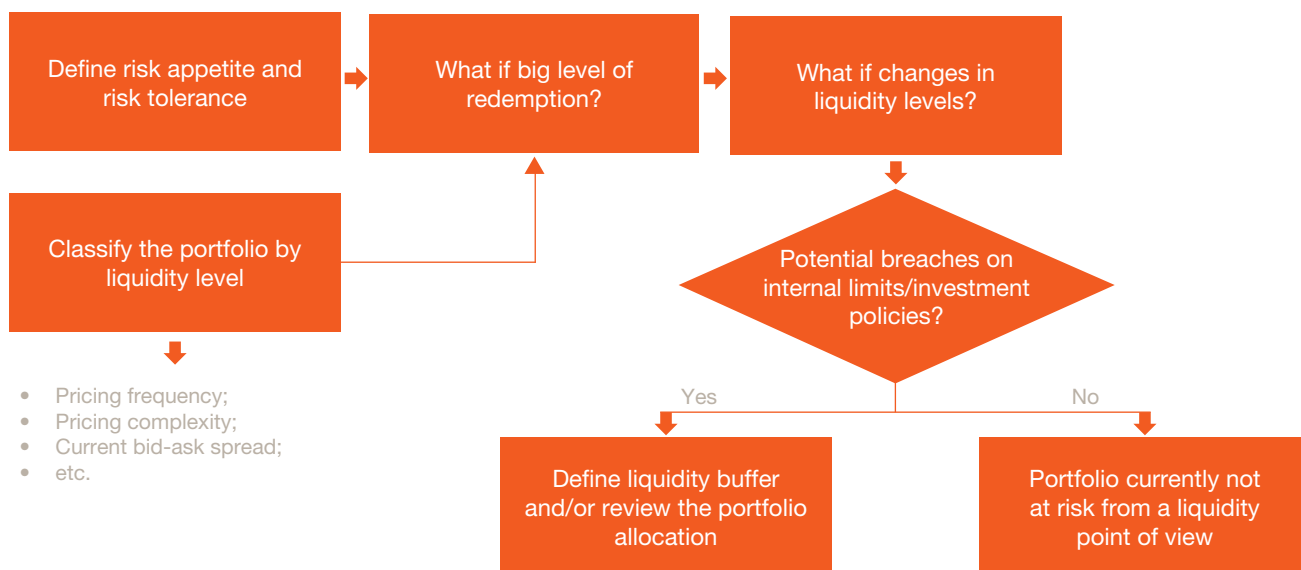 Define risk appetite and
risk tolerance
What if big level of
redemption?
What if changes in
liquidity levels?
Classify the portfolio by
liquidity level
Potential breaches on
internal limits/investment
policies?
• Pricing frequency;
• Pricing complexity;
• Current bid-ask spread;
• etc.
Yes
No
Define liquidity buffer
and/or review the portfolio
allocation
Portfolio currently not
at risk from a liquidity
point of view